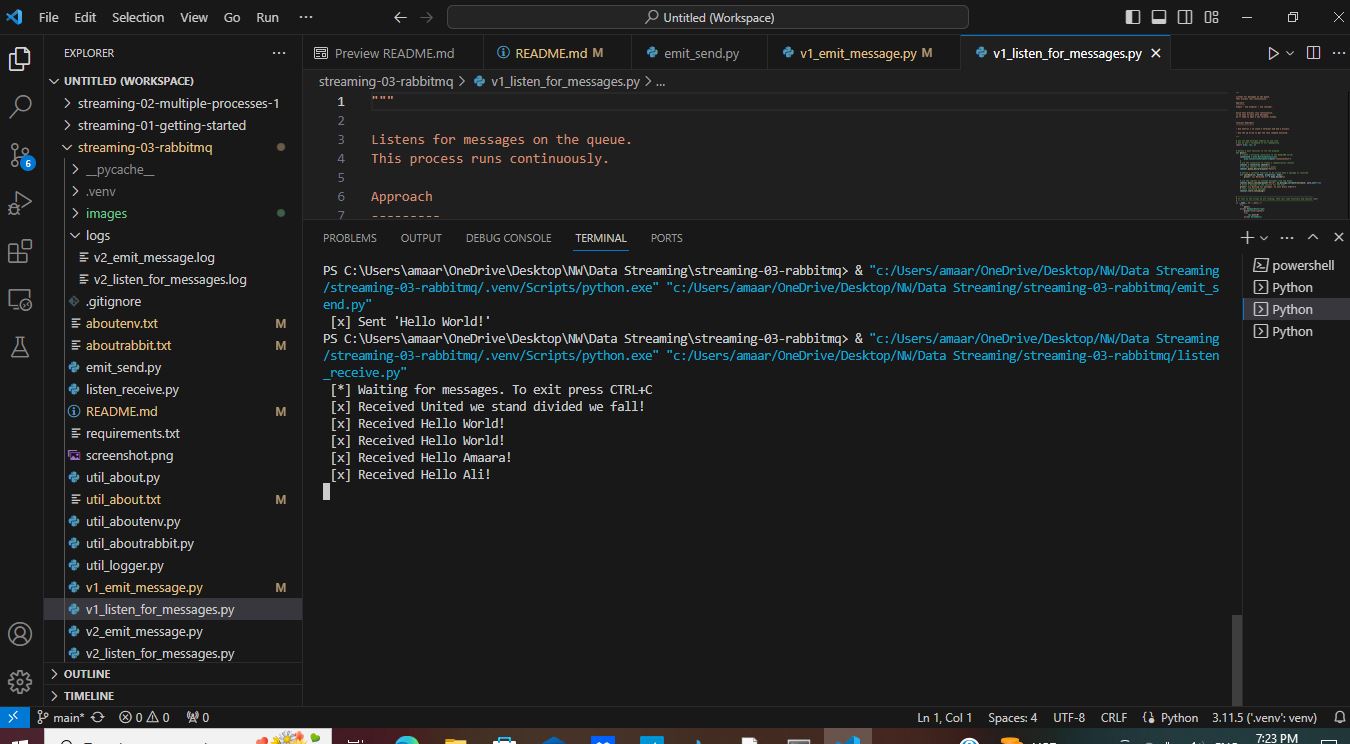 File Edit Selection View Go Run ··· Untitled (Workspace)
EXPLORER ···
UNTITLED (WORKSPACE)
streaming-02-multiple-processes-1
streaming-01-getting-started
streaming-03-rabbitmq
__pycache__
.venv
images
logs
v2_emit_message.log
v2_listen_for_messages.log
.gitignore
aboutenv.txt M
aboutrabbit.txt M
emit_send.py
listen_receive.py
README.md M
requirements.txt
screenshot.png
util_about.py
util_about.txt M
util_aboutenv.py
util_aboutrabbit.py
util_logger.py
v1_emit_message.py M
v1_listen_for_messages.py
v2_emit_message.py
v2_listen_for_messages.py
OUTLINE
TIMELINE
6
Preview README.md README.md M emit_send.py v1_emit_message.py M v1_listen_for_messages.py
streaming-03-rabbitmq > v1_listen_for_messages.py > ...
1 """
2
3 Listens for messages on the queue.
4 This process runs continuously.
5
6 Approach
7 ---------
PROBLEMS OUTPUT DEBUG CONSOLE TERMINAL PORTS
PS C:\Users\amaar\OneDrive\Desktop\NW\Data Streaming\streaming-03-rabbitmq> & "c:/Users/amaar/OneDrive/Desktop/NW/Data Streaming
/streaming-03-rabbitmq/.venv/Scripts/python.exe" "c:/Users/amaar/OneDrive/Desktop/NW/Data Streaming/streaming-03-rabbitmq/emit_s
end.py"
[x] Sent 'Hello World!'
PS C:\Users\amaar\OneDrive\Desktop\NW\Data Streaming\streaming-03-rabbitmq> & "c:/Users/amaar/OneDrive/Desktop/NW/Data Streaming
/streaming-03-rabbitmq/.venv/Scripts/python.exe" "c:/Users/amaar/OneDrive/Desktop/NW/Data Streaming/streaming-03-rabbitmq/listen
_receive.py"
[*] Waiting for messages. To exit press CTRL+C
[x] Received United we stand divided we fall!
[x] Received Hello World!
[x] Received Hello World!
[x] Received Hello Amaara!
[x] Received Hello Ali!
powershell
Python
Python
Python
main* 0 0 0 Ln 1, Col 1 Spaces: 4 UTF-8 CRLF Python 3.11.5 ('.venv': venv)
7:23 PM